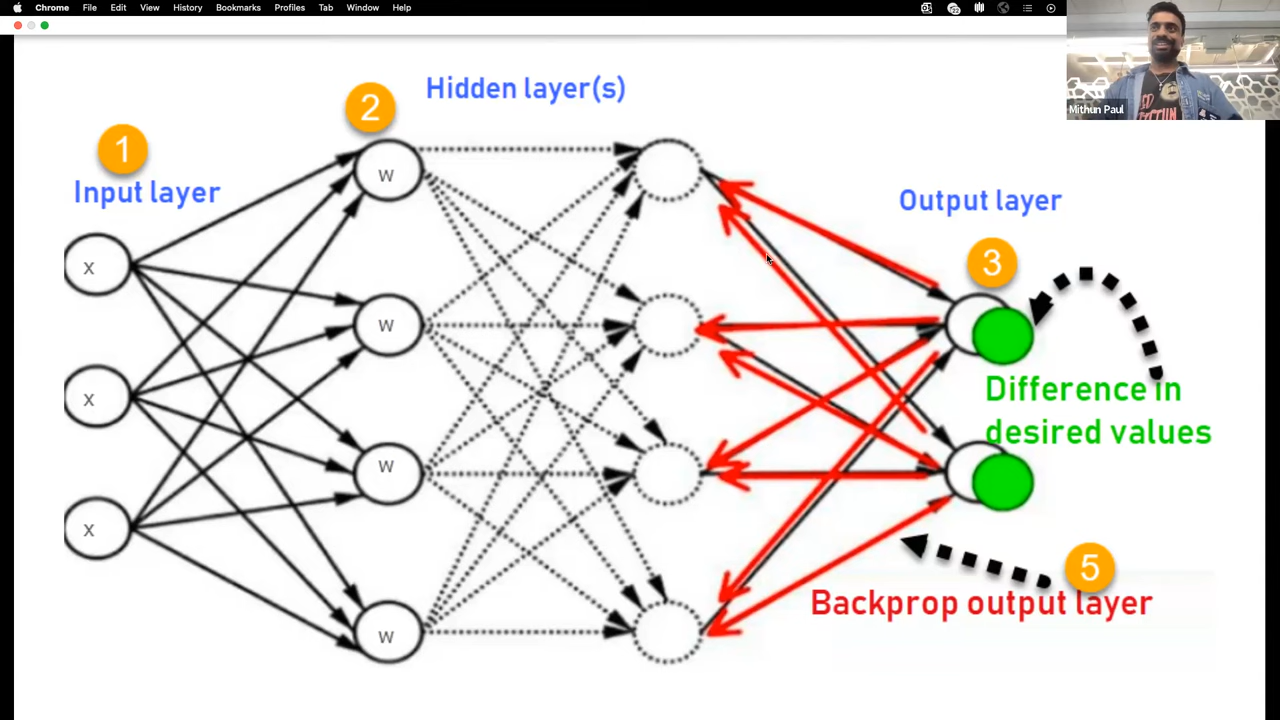 Chrome File Edit View History Bookmarks Profiles Tab Window Help
Mithun Paul
Hidden layer(s)
2
1
Input layer
Output layer
3
x
x
x
w
w
w
w
Difference in
desired values
5
Backprop output layer